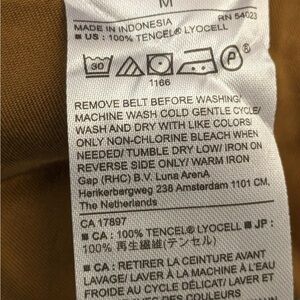 M
MADE IN INDONESIA RN 54023
■ US : 100% TENCEL® LYOCELL
30 P
1166
REMOVE BELT BEFORE WASHING/
MACHINE WASH COLD GENTLE CYCLE/
WASH AND DRY WITH LIKE COLORS/
ONLY NON-CHLORINE BLEACH WHEN
NEEDED/ TUMBLE DRY LOW/ IRON ON
REVERSE SIDE ONLY/ WARM IRON
Gap (RHC) B.V. Luna ArenA
Herikerbergweg 238 Amsterdam 1101 CM,
The Netherlands
CA 17897
■ CA : 100% TENCEL® LYOCELL ■ JP :
100% 再生繊維(テンセル)
■ CA: RETIRER LA CEINTURE AVANT
LAVAGE/ LAVER À LA MACHINE À L'EAU
FROIDE AU CYCLE DÉLICAT/ LAVER
DES COULEURS